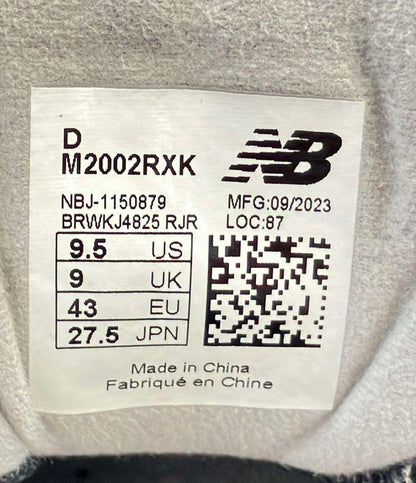 D
M2002RXK
NB
NBJ-1150879
MFG:09/2023
BRWKJ4825 RJR
LOC:87
9.5 US
9 UK
43 EU
27.5 JPN
Made in China
Fabriqué en Chine